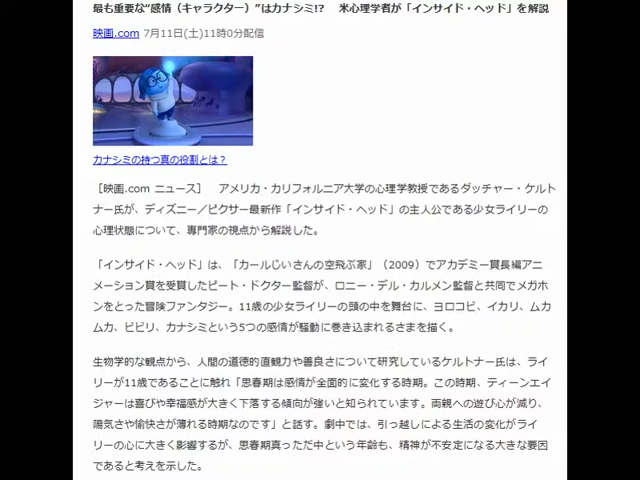 最も重要な“感情（キャラクター）”はカナシミ!? 米心理学者が「インサイド・ヘッド」を解説
映画.com 7月11日(土)11時0分配信
カナシミの持つ真の役割とは？
［映画.com ニュース］ アメリカ・カリフォルニア大学の心理学教授であるダッチャー・ケルト
ナー氏が、ディズニー／ピクサー最新作「インサイド・ヘッド」の主人公である少女ライリーの
心理状態について、専門家の視点から解説した。
「インサイド・ヘッド」は、「カールじいさんの空飛ぶ家」（2009）でアカデミー賞長編アニ
メーション賞を受賞したピート・ドクター監督が、ロニー・デル・カルメン監督と共同でメガホ
ンをとった冒険ファンタジー。11歳の少女ライリーの頭の中を舞台に、ヨロコビ、イカリ、ムカ
ムカ、ビビリ、カナシミという5つの感情が騒動に巻き込まれるさまを描く。
生物学的な観点から、人間の道徳的直観力や善良さについて研究しているケルトナー氏は、ライ
リーが11歳であることに触れ「思春期は感情が全面的に変化する時期。この時期、ティーンエイ
ジャーは喜びや幸福感が大きく下落する傾向が強いと知られています。両親への遊び心が減り、
陽気さや愉快さが薄れる時期なのです」と話す。劇中では、引っ越しによる生活の変化がライ
リーの心に大きく影響するが、思春期真っただ中という年齢も、精神が不安定になる大きな要因
であると考えを示した。